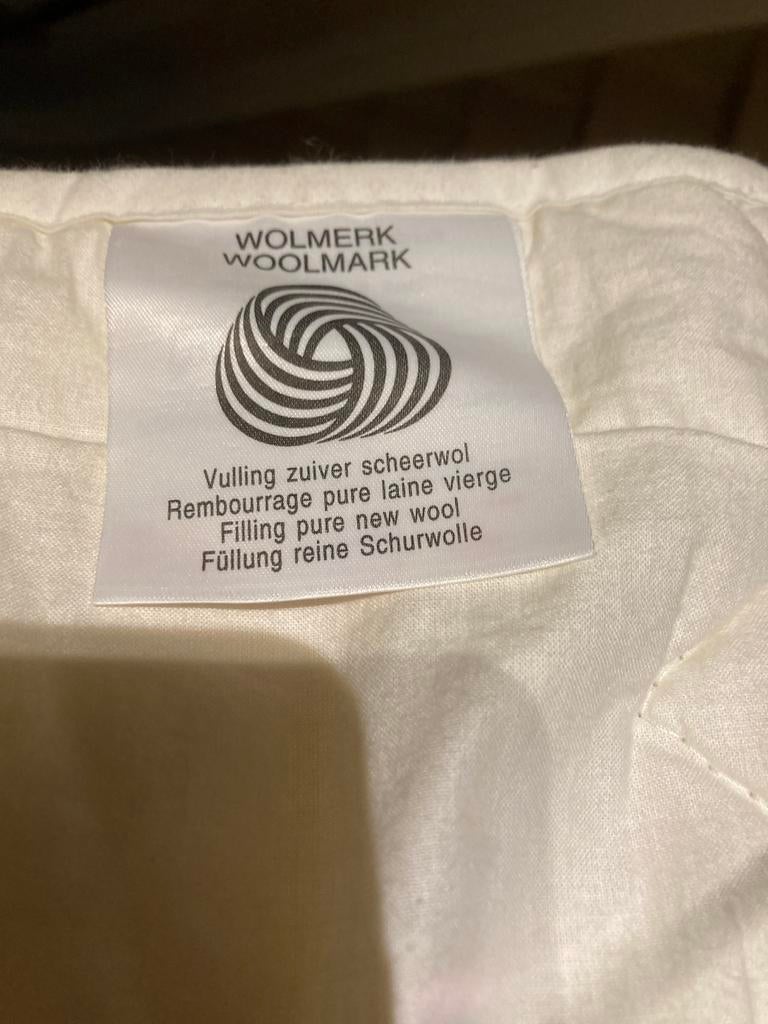 WOLMERK
WOOLMARK
Vulling zuiver scheerwol
Rembourrage pure laine vierge
Filling pure new wool
Füllung reine Schurwolle